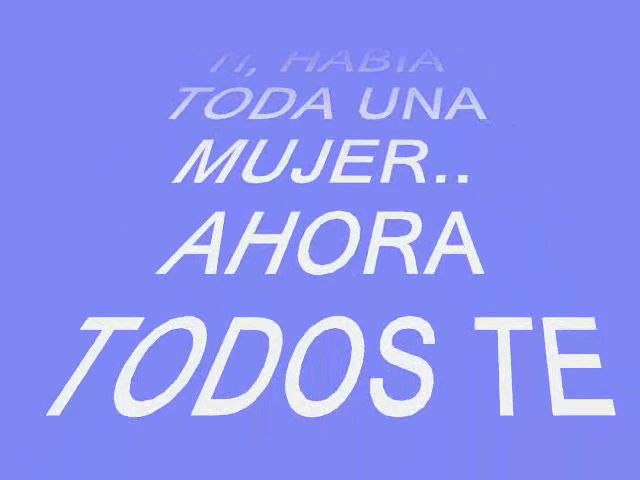 TI, HABIA
TODA UNA
MUJER..
AHORA
TODOS TE